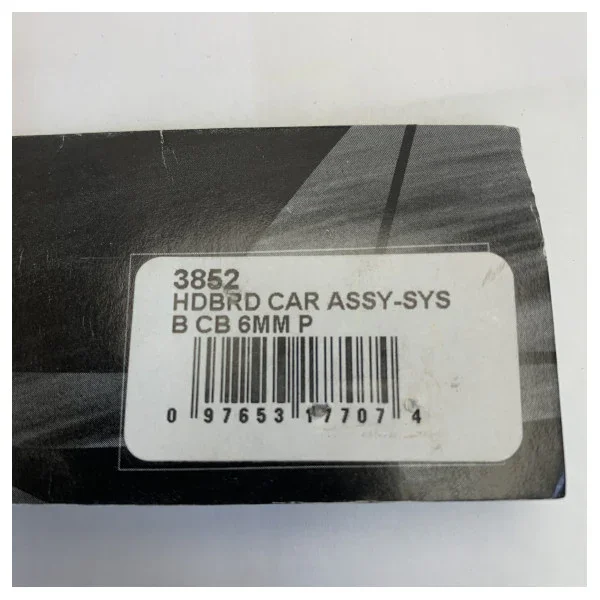 3852
HDBRD CAR ASSY-SYS
B CB 6MM P
0 97653 17707 4